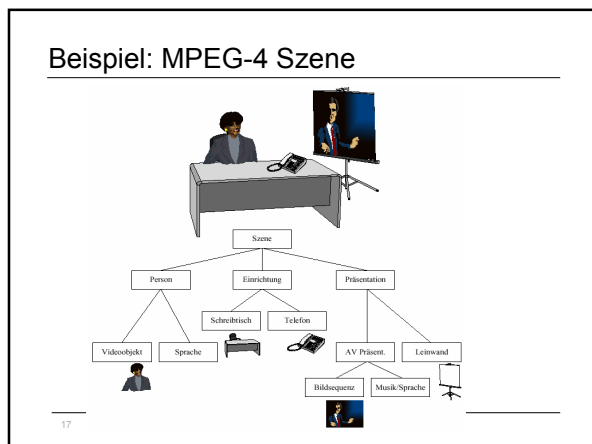 Beispiel: MPEG-4 Szene
Szene
Person Einrichtung Präsentation
Schreibtisch Telefon
Videoobjekt Sprache AV Präsent. Leinwand
Bildsequenz Musik/Sprache
17